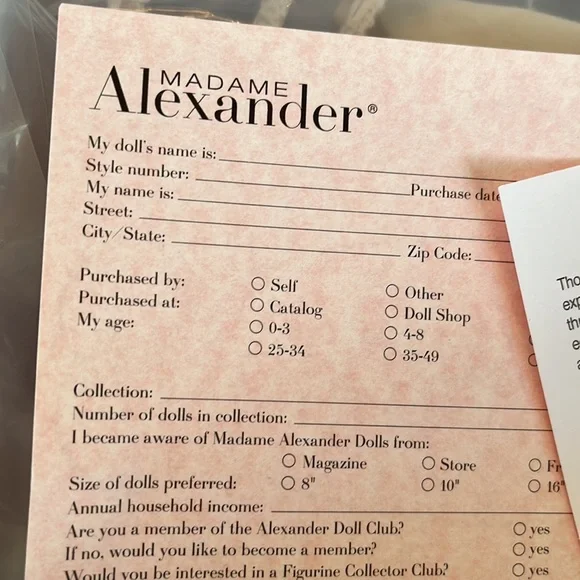 MADAME
Alexander®
My doll's name is:
Style number: Purchase date
My name is:
Street:
City/State: Zip Code:
Purchased by: Self Other
Purchased at: Catalog Doll Shop
My age: 0-3 4-8
25-34 35-49
Collection:
Number of dolls in collection:
I became aware of Madame Alexander Dolls from:
Magazine Store Fr
Size of dolls preferred: 8" 10" 16"
Annual household income:
Are you a member of the Alexander Doll Club? yes
If no, would you like to become a member? yes
Would you be interested in a Figurine Collector Club? yes
Tho
exp